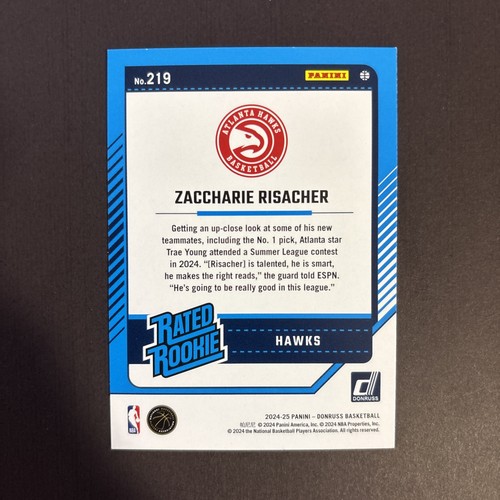 No.219
PANINI
ATLANTA HAWKS
BASKETBALL
ZACCHARIE RISACHER
Getting an up-close look at some of his new
teammates, including the No. 1 pick, Atlanta star
Trae Young attended a Summer League contest
in 2024. “[Risacher] is talented, he is smart,
he makes the right reads,” the guard told ESPN.
“He’s going to be really good in this league.”
RATED
ROOKIE
HAWKS
DONRUSS
2024-25 PANINI – DONRUSS BASKETBALL
帕尼尼 © 2024 Panini America, Inc. © 2024 NBA Properties, Inc.
© 2024 the National Basketball Players Association. All rights reserved.
NBA